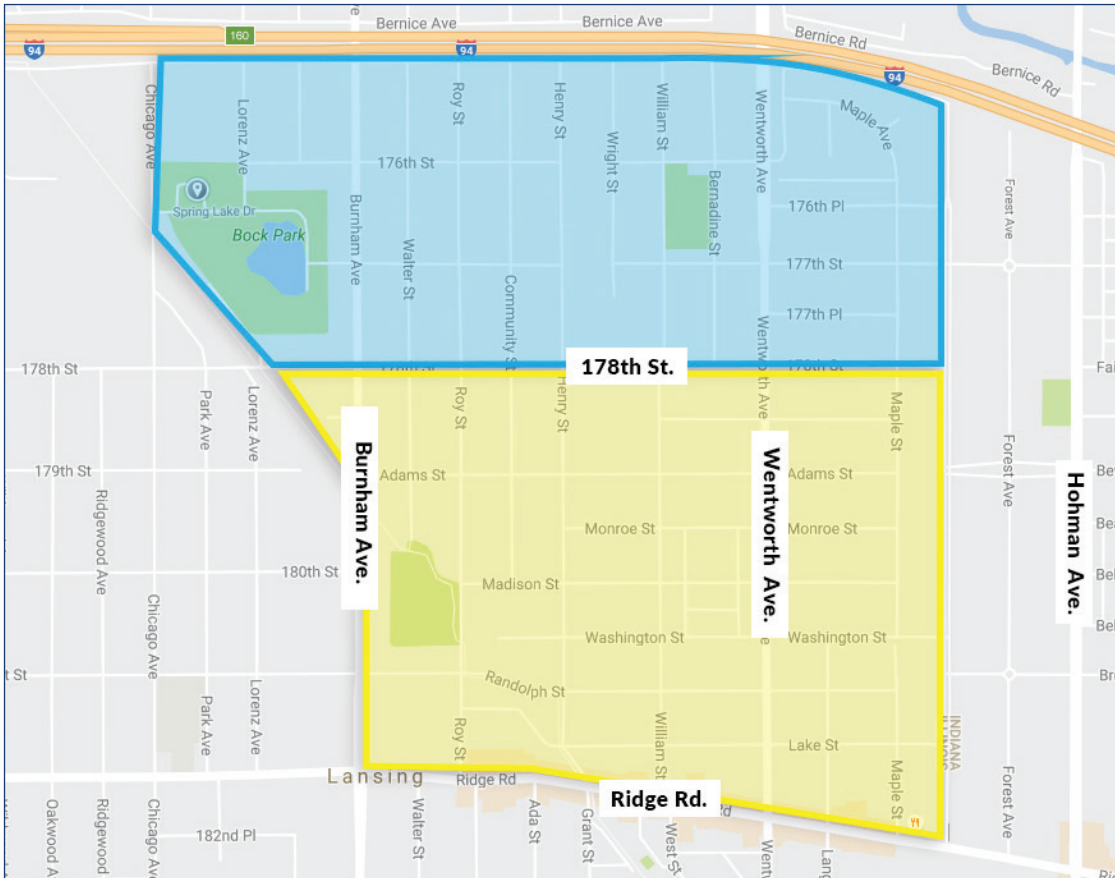 Bernice Ave
Bernice Ave
Bernice Rd
160
94
94
94
Bernice Rd
Chicago Ave
Lorenz Ave
Roy St
Henry St
William St
Wentworth Ave
Maple Ave
176th St
Wright St
Spring Lake Dr
Bock Park
Burnham Ave
Walter St
Bernadine St
176th Pl
Forest Ave
177th St
Community St
177th Pl
Wentworth Ave
178th St
178th St.
Park Ave
Lorenz Ave
Roy St
Henry St
Maple St
179th St
Burnham Ave.
Adams St
Wentworth Ave.
Adams St
Forest Ave
Hohman Ave.
Ridgewood Ave
Monroe St
Monroe St
180th St
Madison St
Chicago Ave
Washington St
Washington St
Randolph St
Park Ave
Lorenz Ave
Roy St
William St
Lake St
INDIANA
ILLINOIS
Lansing
Ridge Rd
Ridge Rd.
Maple St
Forest Ave
Ridgewood
Chicago Ave
182nd Pl
Walter St
Ada St
Grant St
West St